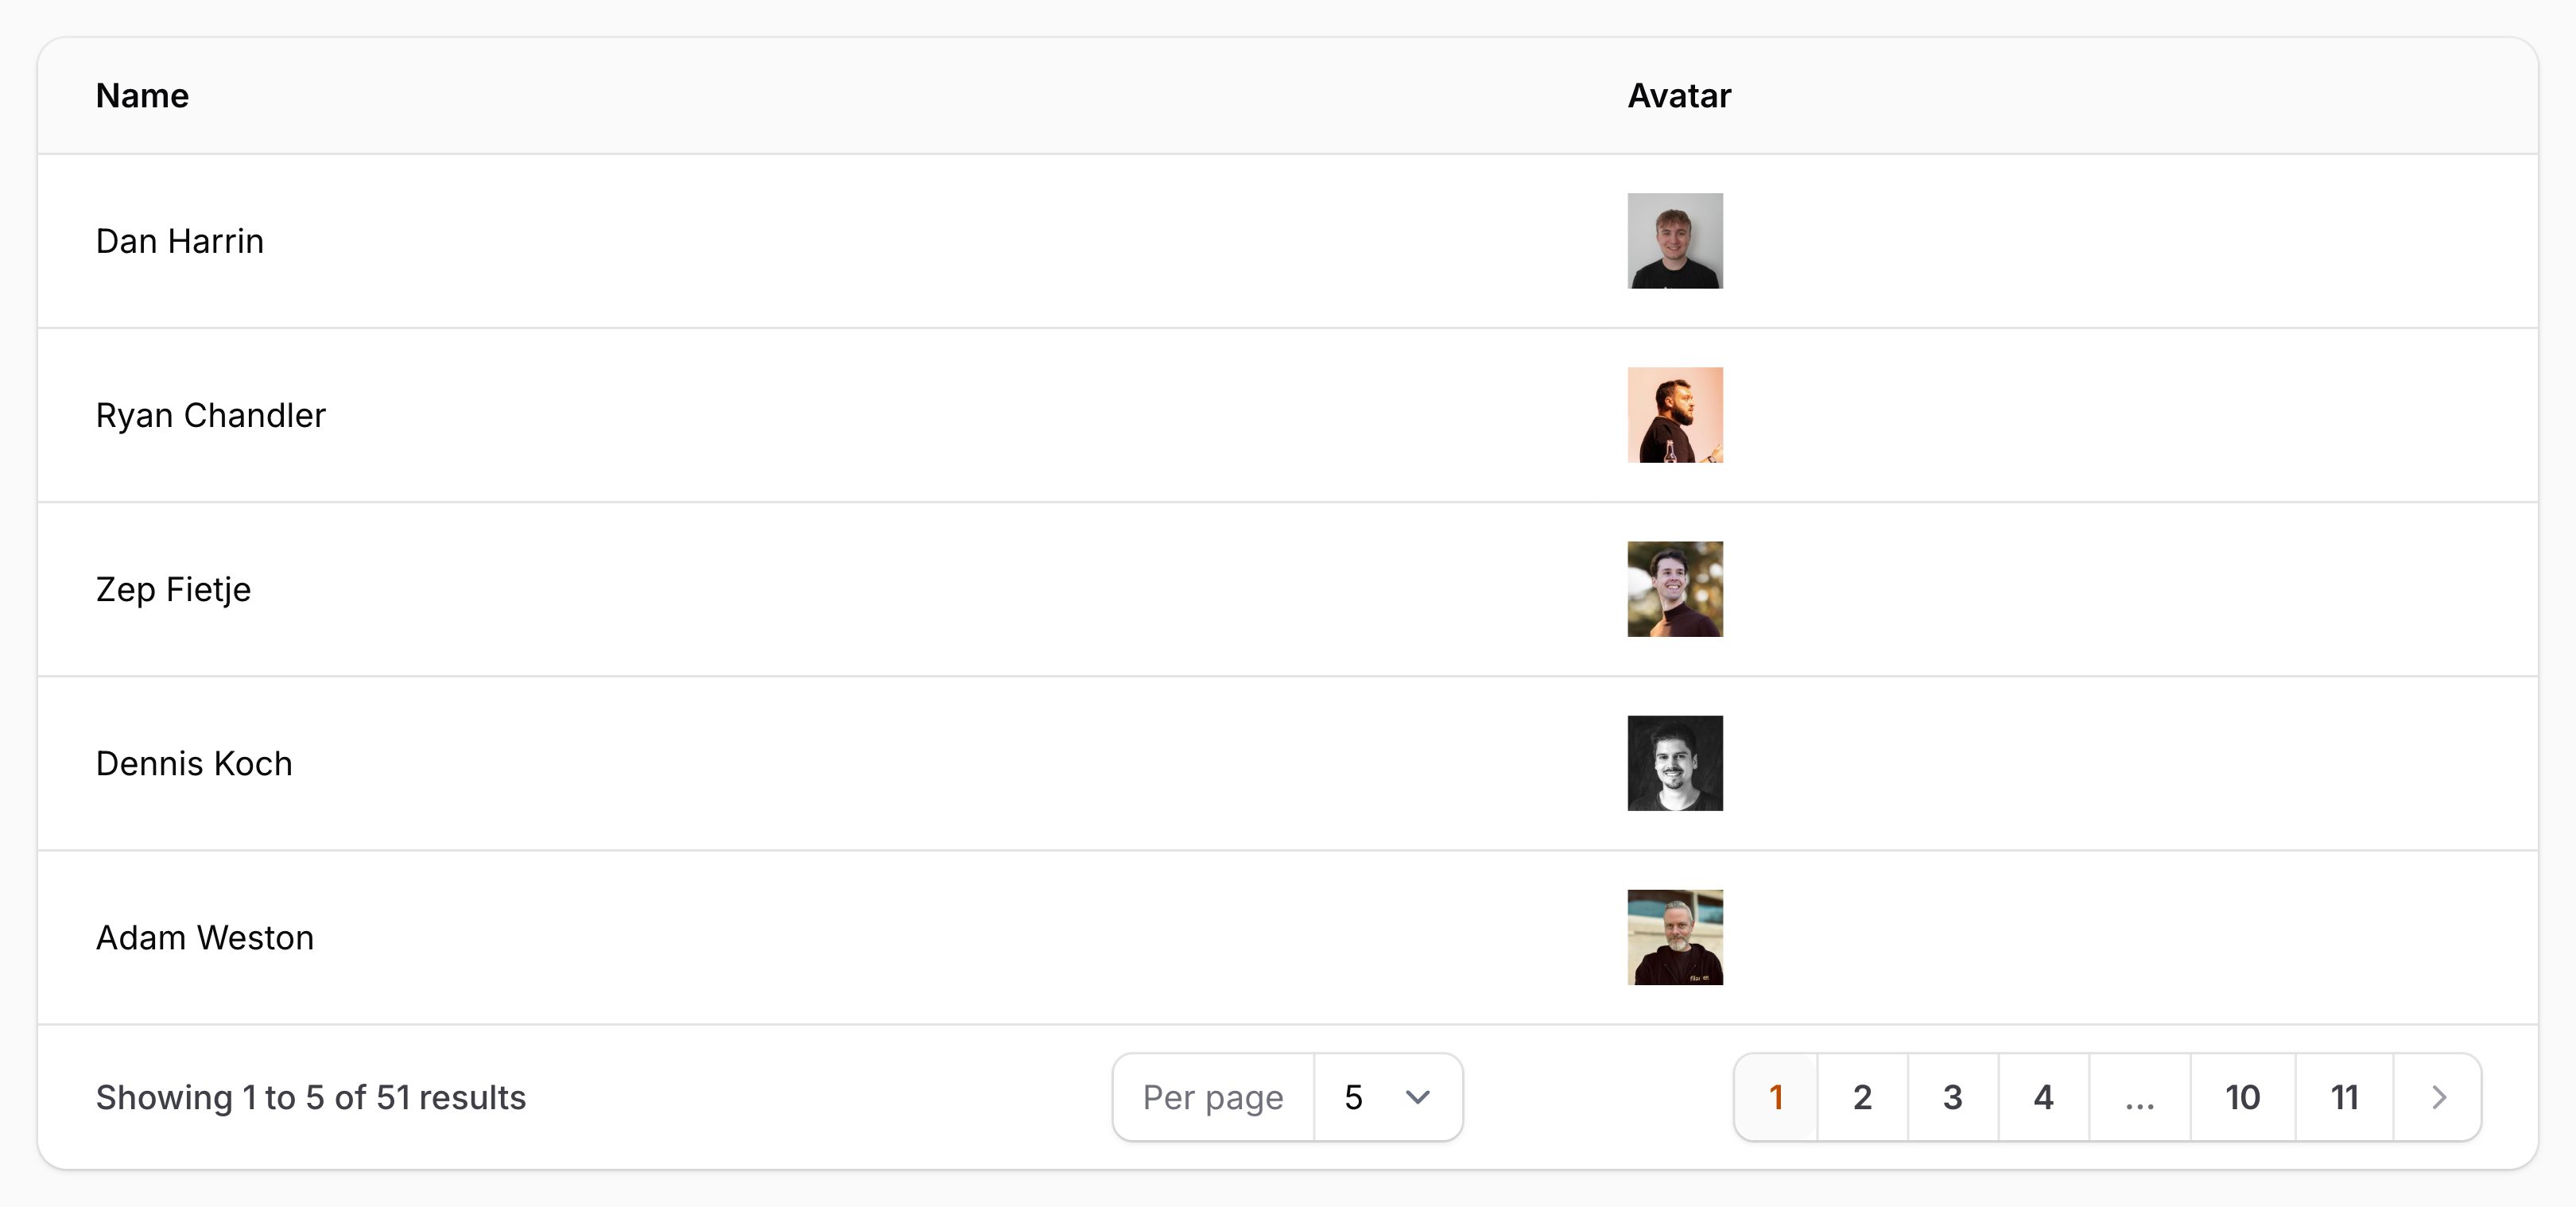 Name Avatar
Dan Harrin
Ryan Chandler
Zep Fietje
Dennis Koch
Adam Weston
Showing 1 to 5 of 51 results Per page 5 1 2 3 4 ... 10 11